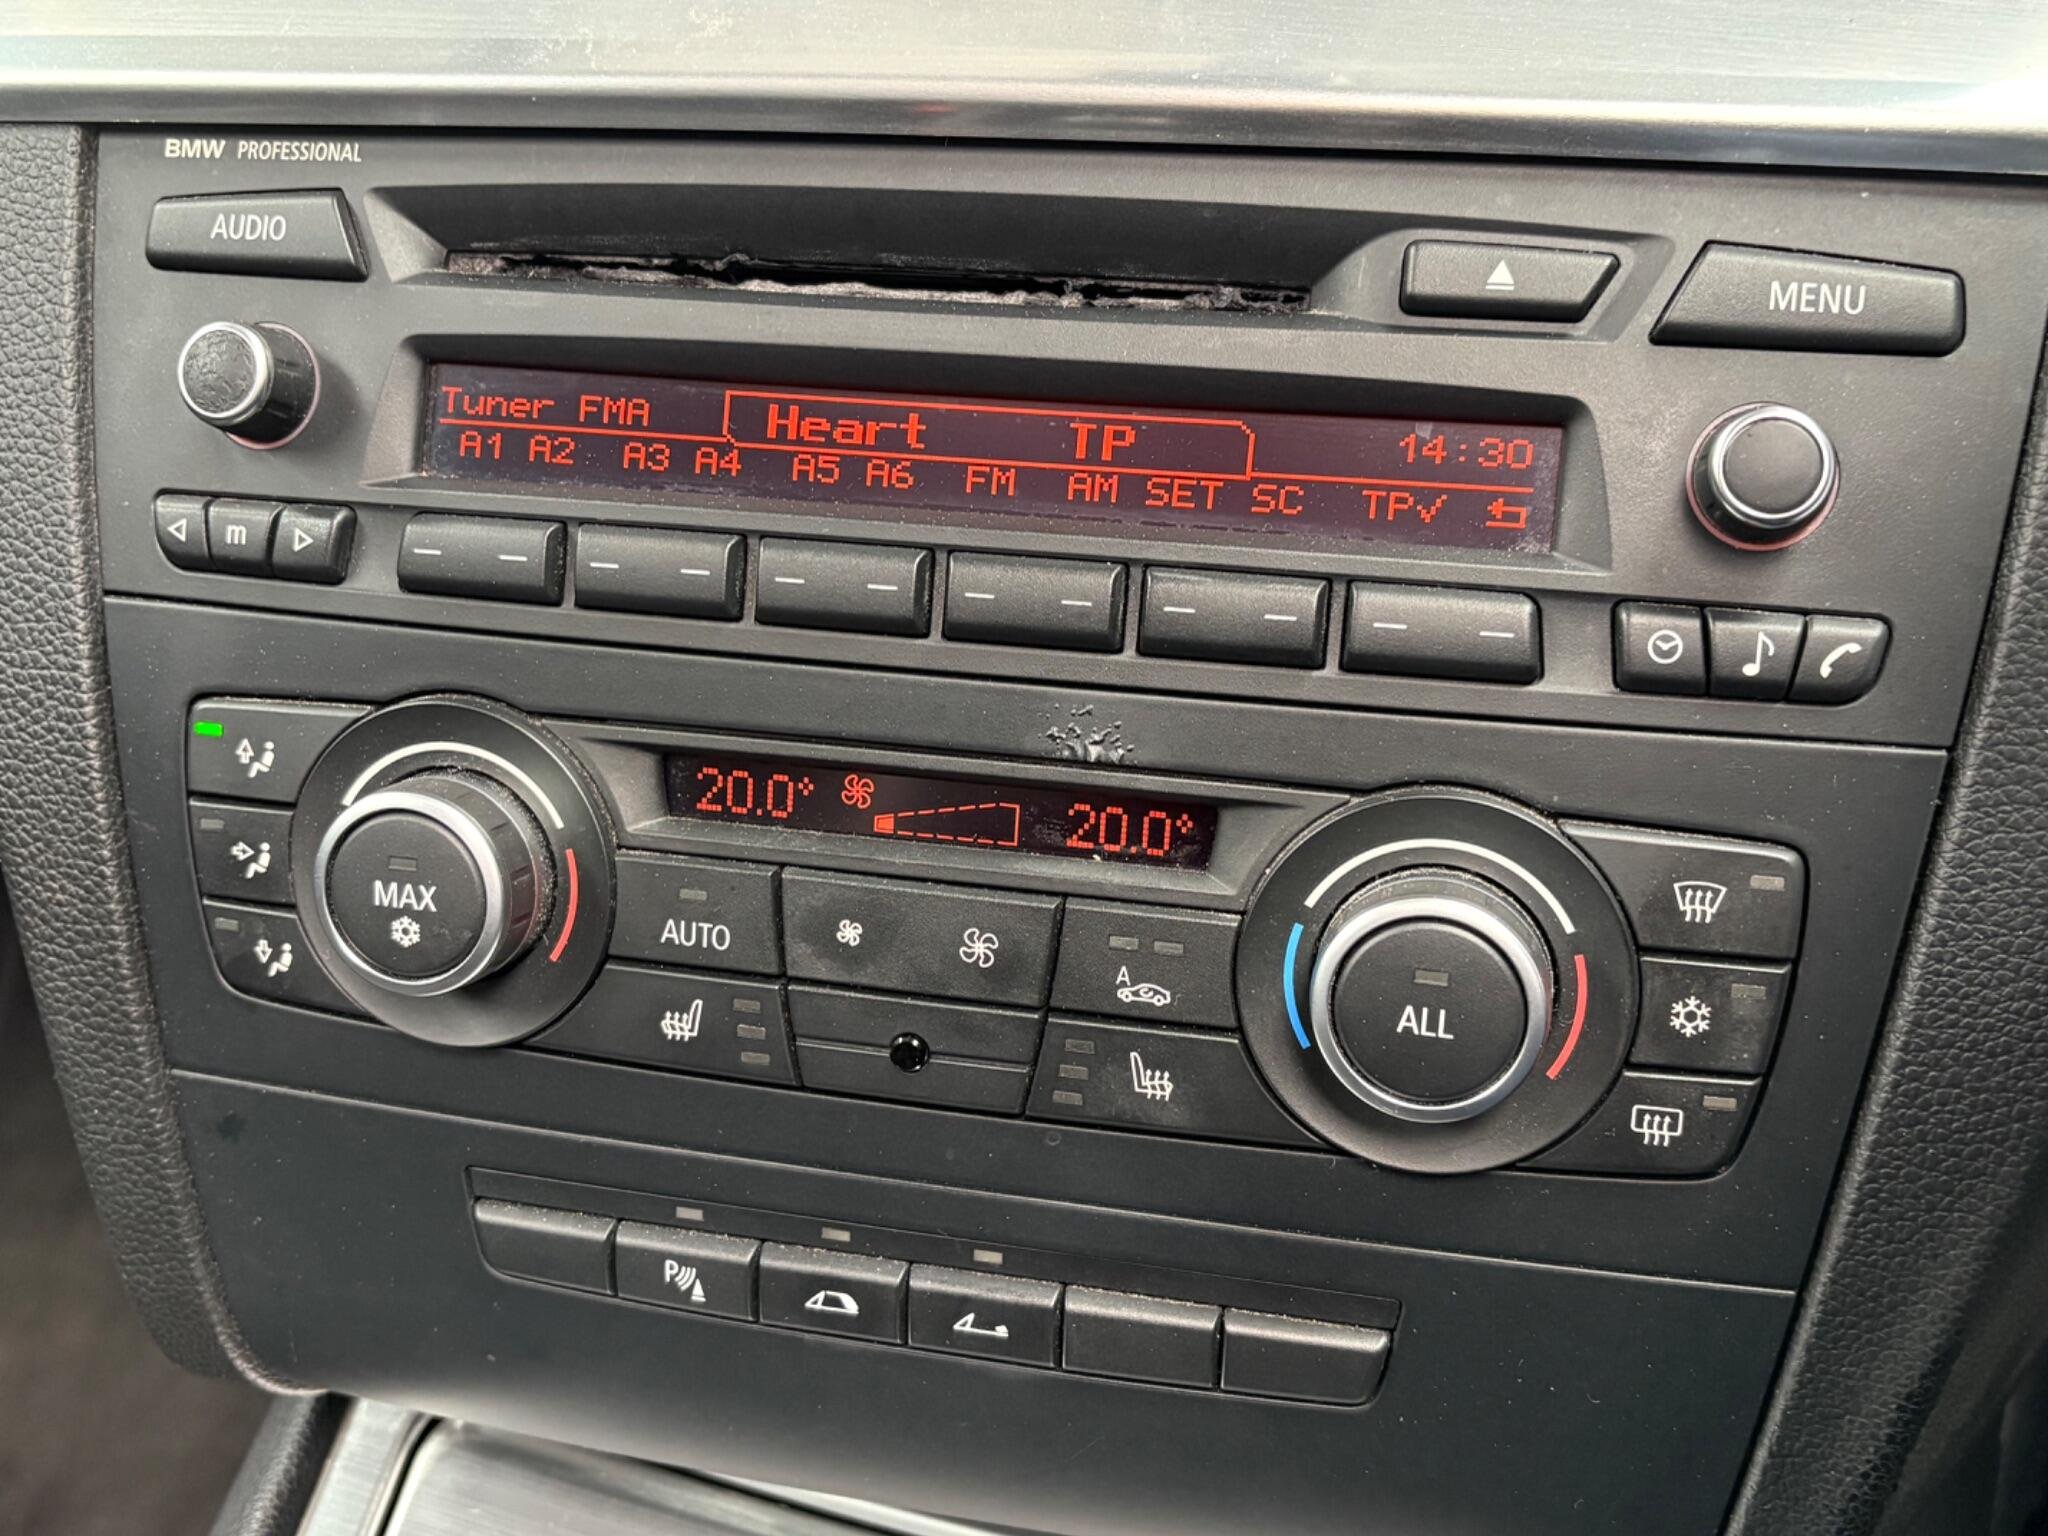 BMW PROFESSIONAL
AUDIO
MENU
Tuner FMA Heart TP 14:30
A1 A2 A3 A4 A5 A6 FM AM SET SC TP✓
m
20.0° 20.0°
MAX
AUTO
A
ALL
P